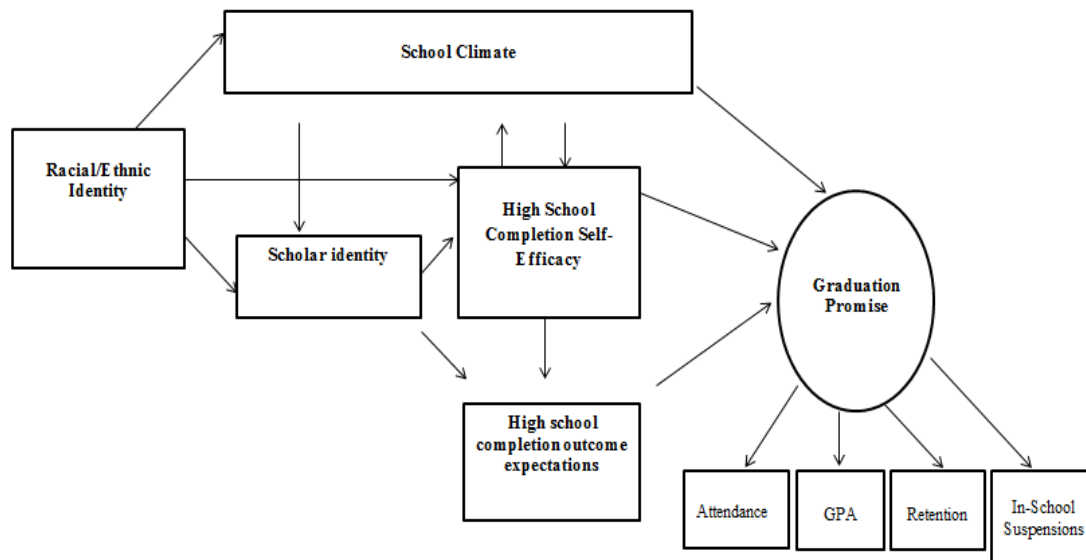 School Climate
Racial/Ethnic
Identity
High School
Completion Self-
Efficacy
Scholar identity
Graduation
Promise
High school
completion outcome
expectations
Attendance
GPA
Retention
In-School
Suspensions